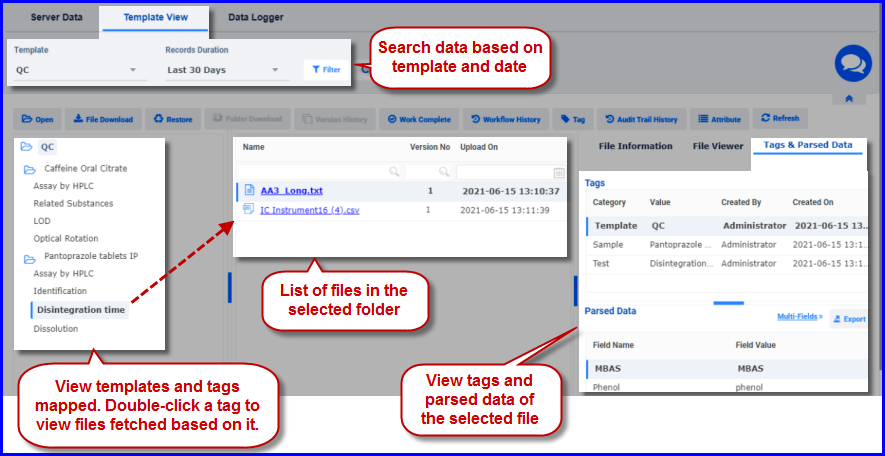 Server Data
Template View
Data Logger
Template
Records Duration
QC
Last 30 Days
Filter
Search data based on
template and date
Open
File Download
Restore
Folder Download
Version History
Work Complete
Workflow History
Tag
Audit Trail History
Attribute
Refresh
QC
Caffeine Oral Citrate
Assay by HPLC
Related Substances
LOD
Optical Rotation
Pantoprazole tablets IP
Assay by HPLC
Identification
Disintegration time
Dissolution
Name
Version No
Upload On
AA3_Long.txt
1
2021-06-15 13:10:37
IC Instrument16 (4).csv
1
2021-06-15 13:11:39
List of files in the
selected folder
File Information
File Viewer
Tags & Parsed Data
Tags
Category
Value
Created By
Created On
Template
QC
Administrator
2021-06-15 13...
Sample
Pantoprazole ...
Administrator
2021-06-15 13:1...
Test
Disintegration...
Administrator
2021-06-15 13:1...
Parsed Data
Multi-Fields >
Export
Field Name
Field Value
MBAS
MBAS
Phenol
phenol
View templates and tags
mapped. Double-click a tag to
view files fetched based on it.
View tags and
parsed data of
the selected file